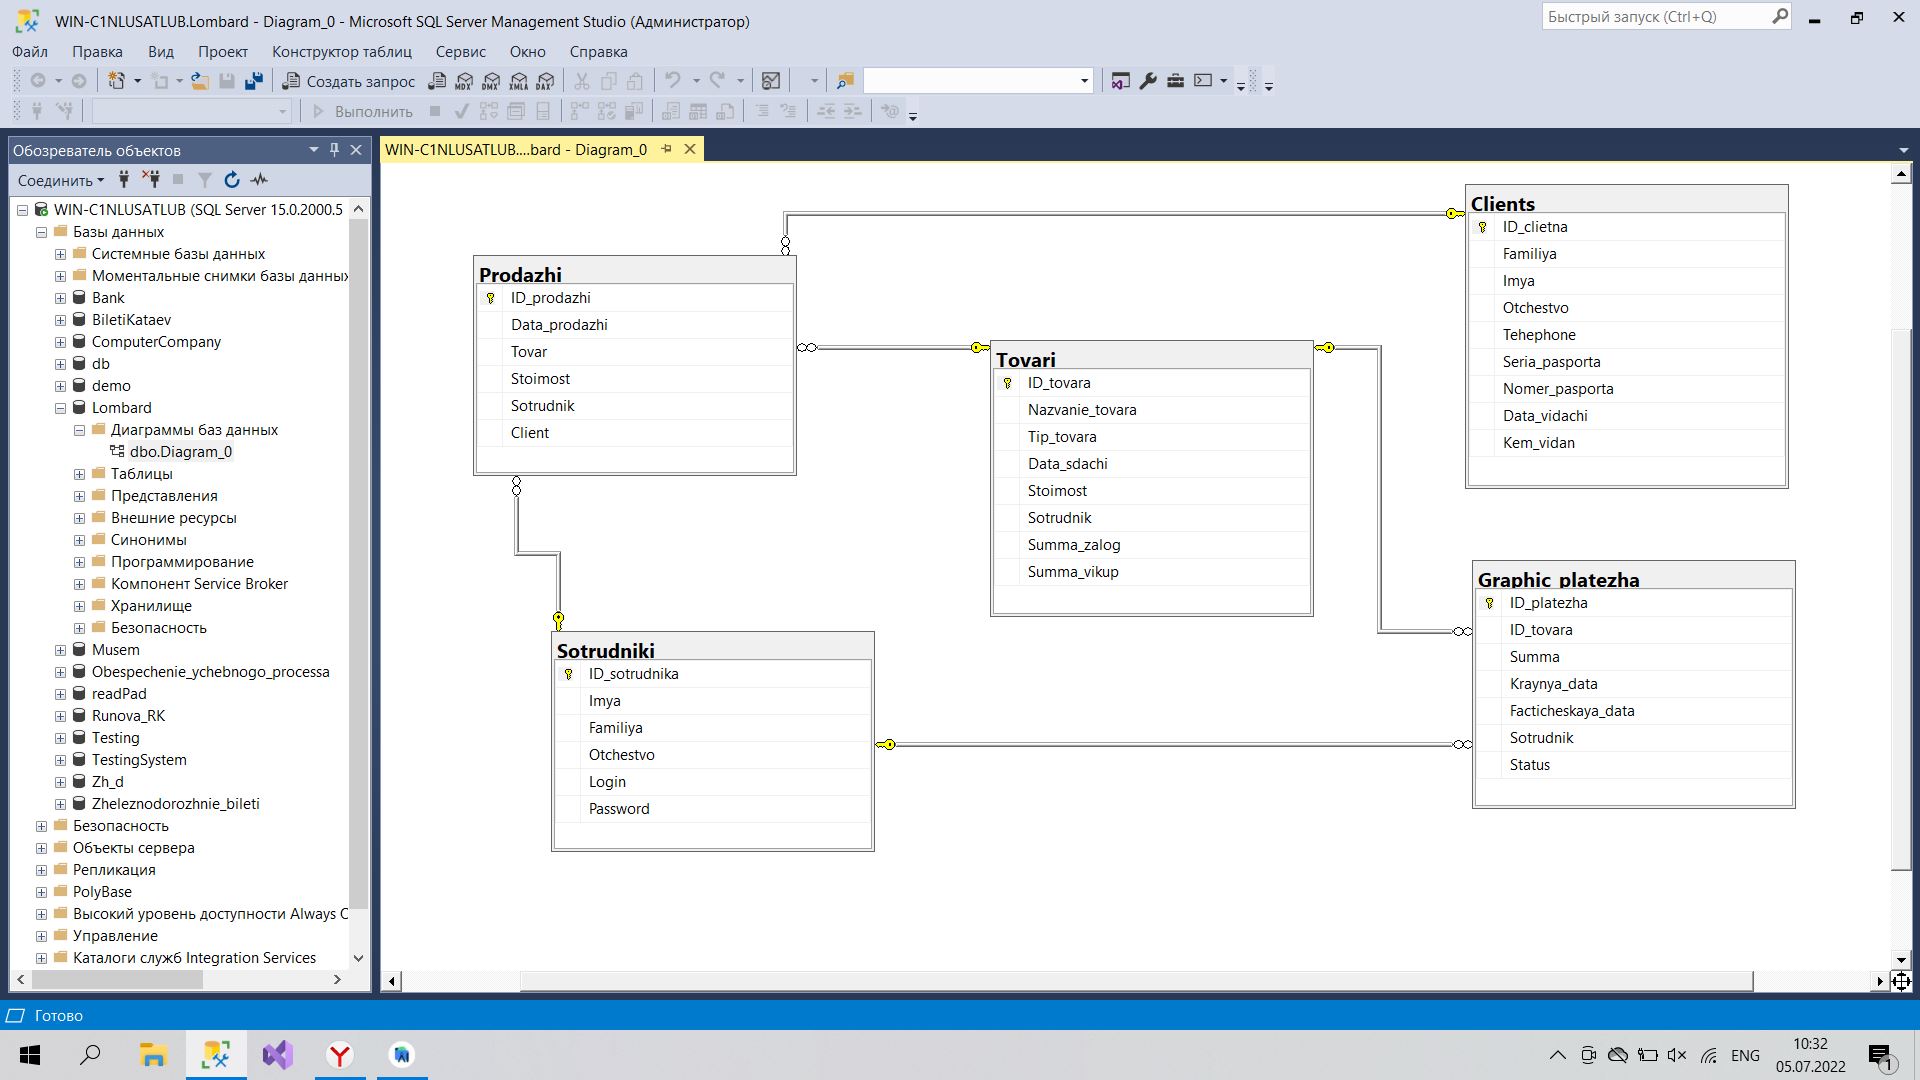 WIN-C1NLUSATLUB.Lombard - Diagram_0 - Microsoft SQL Server Management Studio (Администратор)
Быстрый запуск (Ctrl+Q)
Файл Правка Вид Проект Конструктор таблиц Сервис Окно Справка
Создать запрос
MDX DMX XMLA DAX
Выполнить
Обозреватель объектов
Соединить
WIN-C1NLUSATLUB (SQL Server 15.0.2000.5
Базы данных
Системные базы данных
Моментальные снимки базы данных
Bank
BiletiKataev
ComputerCompany
db
demo
Lombard
Диаграммы баз данных
dbo.Diagram_0
Таблицы
Представления
Внешние ресурсы
Синонимы
Программирование
Компонент Service Broker
Хранилище
Безопасность
Musem
Obespechenie_ychebnogo_processa
readPad
Runova_RK
Testing
TestingSystem
Zh_d
Zheleznodorozhnie_bileti
Безопасность
Объекты сервера
Репликация
PolyBase
Высокий уровень доступности Always O
Управление
Каталоги служб Integration Services
WIN-C1NLUSATLUB....bard - Diagram_0
Prodazhi
ID_prodazhi
Data_prodazhi
Tovar
Stoimost
Sotrudnik
Client
Tovari
ID_tovara
Nazvanie_tovara
Tip_tovara
Data_sdachi
Stoimost
Sotrudnik
Summa_zalog
Summa_vikup
Clients
ID_clietna
Familiya
Imya
Otchestvo
Tehephone
Seria_pasporta
Nomer_pasporta
Data_vidachi
Kem_vidan
Sotrudniki
ID_sotrudnika
Imya
Familiya
Otchestvo
Login
Password
Graphic_platezha
ID_platezha
ID_tovara
Summa
Kraynya_data
Facticheskaya_data
Sotrudnik
Status
Готово
ENG
10:32
05.07.2022
1